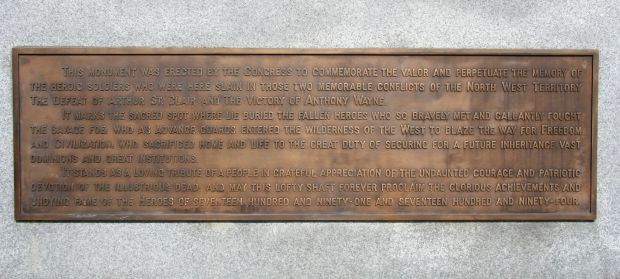 THIS MONUMENT WAS ERECTED BY THE CONGRESS TO COMMEMORATE THE VALOR AND PERPETUATE THE MEMORY OF
THE HEROIC SOLDIERS WHO WERE HERE SLAIN IN THOSE TWO MEMORABLE CONFLICTS OF THE NORTH WEST TERRITORY
THE DEFEAT OF ARTHUR ST. CLAIR AND THE VICTORY OF ANTHONY WAYNE.
IT MARKS THE SACRED SPOT WHERE LIE BURIED THE FALLEN HEROES WHO SO BRAVELY MET AND GALLANTLY FOUGHT
THE SAVAGE FOE. WHO AS ADVANCE GUARDS, ENTERED THE WILDERNESS OF THE WEST TO BLAZE THE WAY FOR FREEDOM
AND CIVILIZATION, WHO SACRIFICED HOME AND LIFE TO THE GREAT DUTY OF SECURING FOR A FUTURE INHERITANCE VAST
DOMINIONS AND GREAT INSTITUTIONS.
IT STANDS AS A LOVING TRIBUTE OF A PEOPLE IN GRATEFUL APPRECIATION OF THE UNDAUNTED COURAGE AND PATRIOTIC
DEVOTION OF THE ILLUSTRIOUS DEAD AND MAY THIS LOFTY SHAFT FOREVER PROCLAIM THE GLORIOUS ACHIEVEMENTS AND
UNDYING FAME OF THE HEROES OF SEVENTEEN HUNDRED AND NINETY-ONE AND SEVENTEEN HUNDRED AND NINETY-FOUR.